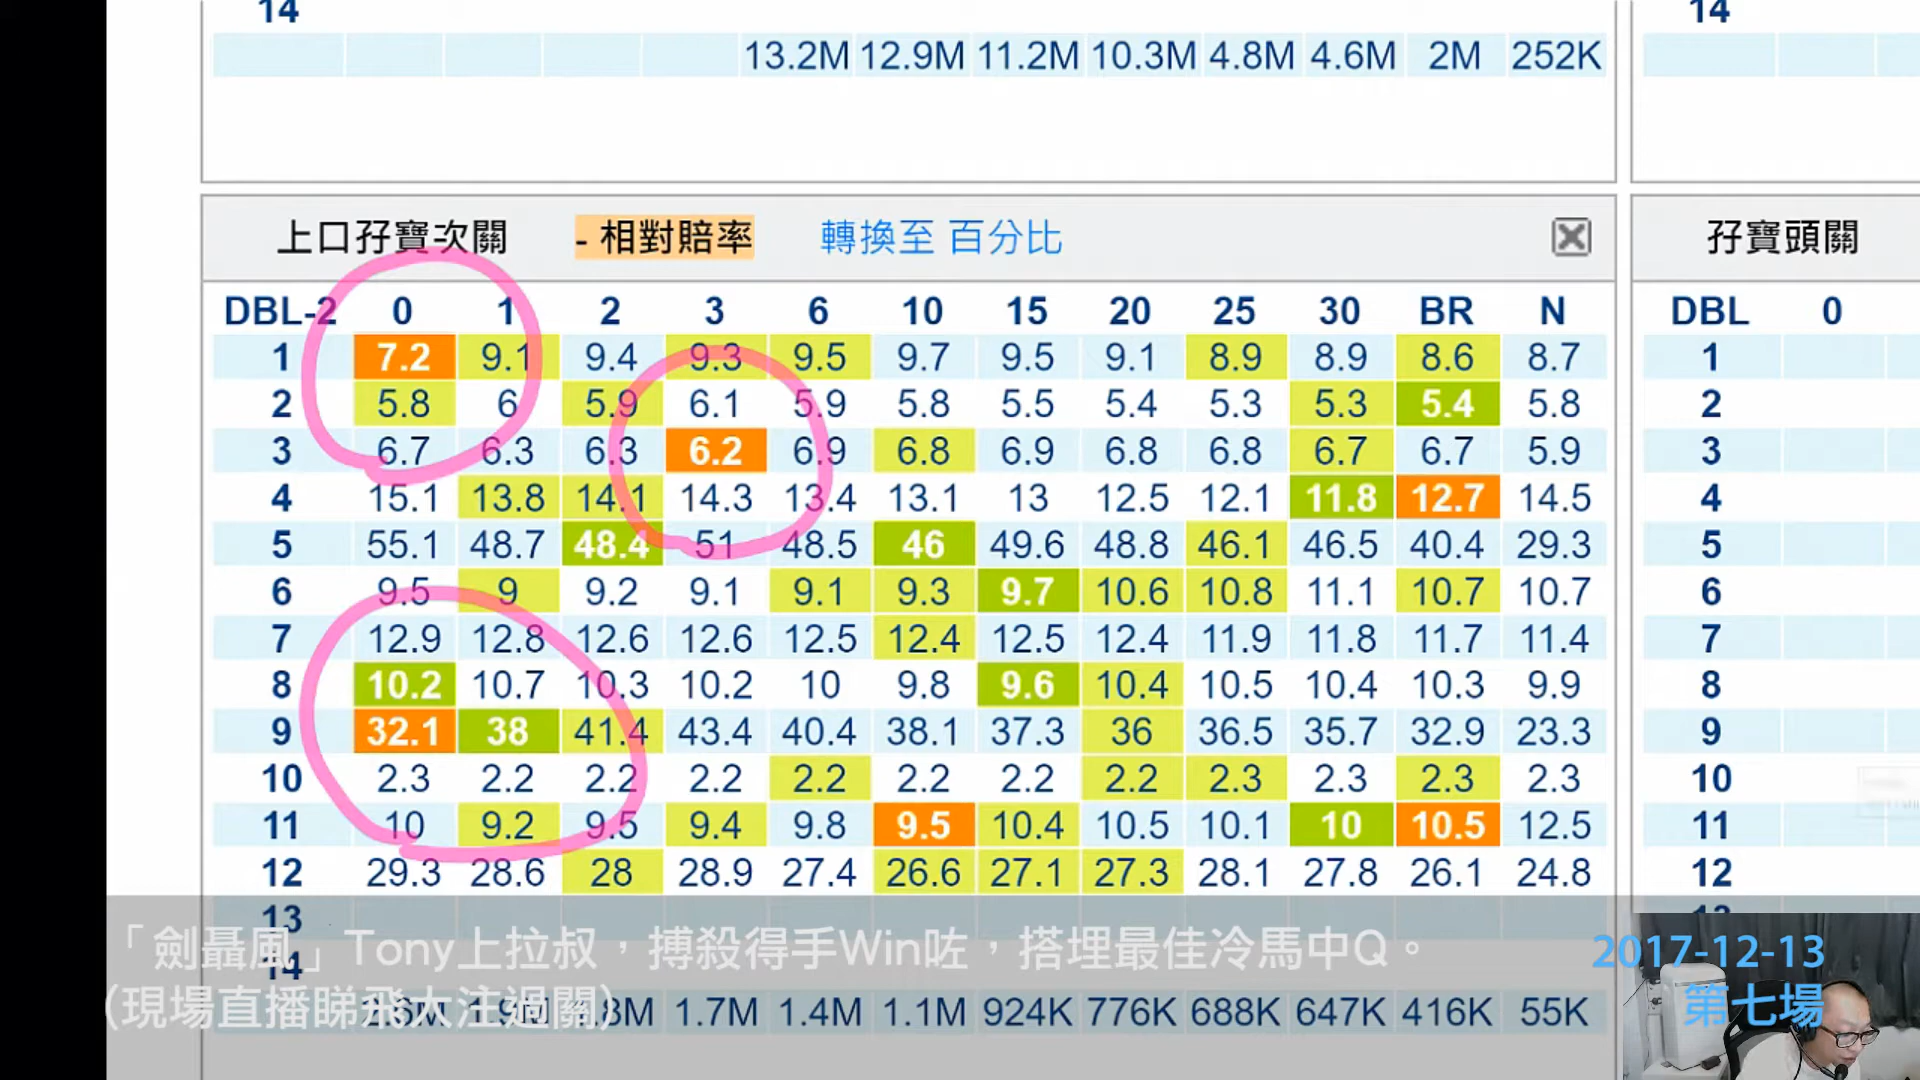 14 14
13.2M 12.9M 11.2M 10.3M 4.8M 4.6M 2M 252K
上口孖寶次關 - 相對賠率 轉換至 百分比 孖寶頭關
DBL-2 0 1 2 3 6 10 15 20 25 30 BR N DBL 0
1 7.2 9.1 9.4 9.3 9.5 9.7 9.5 9.1 8.9 8.9 8.6 8.7 1
2 5.8 6 5.9 6.1 5.9 5.8 5.5 5.4 5.3 5.3 5.4 5.8 2
3 6.7 6.3 6.3 6.2 6.9 6.8 6.9 6.8 6.8 6.7 6.7 5.9 3
4 15.1 13.8 14.1 14.3 13.4 13.1 13 12.5 12.1 11.8 12.7 14.5 4
5 55.1 48.7 48.4 51 48.5 46 49.6 48.8 46.1 46.5 40.4 29.3 5
6 9.5 9 9.2 9.1 9.1 9.3 9.7 10.6 10.8 11.1 10.7 10.7 6
7 12.9 12.8 12.6 12.6 12.5 12.4 12.5 12.4 11.9 11.8 11.7 11.4 7
8 10.2 10.7 10.3 10.2 10 9.8 9.6 10.4 10.5 10.4 10.3 9.9 8
9 32.1 38 41.4 43.4 40.4 38.1 37.3 36 36.5 35.7 32.9 23.3 9
10 2.3 2.2 2.2 2.2 2.2 2.2 2.2 2.2 2.3 2.3 2.3 2.3 10
11 10 9.2 9.5 9.4 9.8 9.5 10.4 10.5 10.1 10 10.5 12.5 11
12 29.3 28.6 28 28.9 27.4 26.6 27.1 27.3 28.1 27.8 26.1 24.8 12
13
「劍聶風」Tony上拉叔，搏殺得手Win咗，搭埋最佳冷馬中Q。
14
(現場直播睇飛大注過關)
1.7M 1.4M 1.1M 924K 776K 688K 647K 416K 55K
2017-12-13
第七場